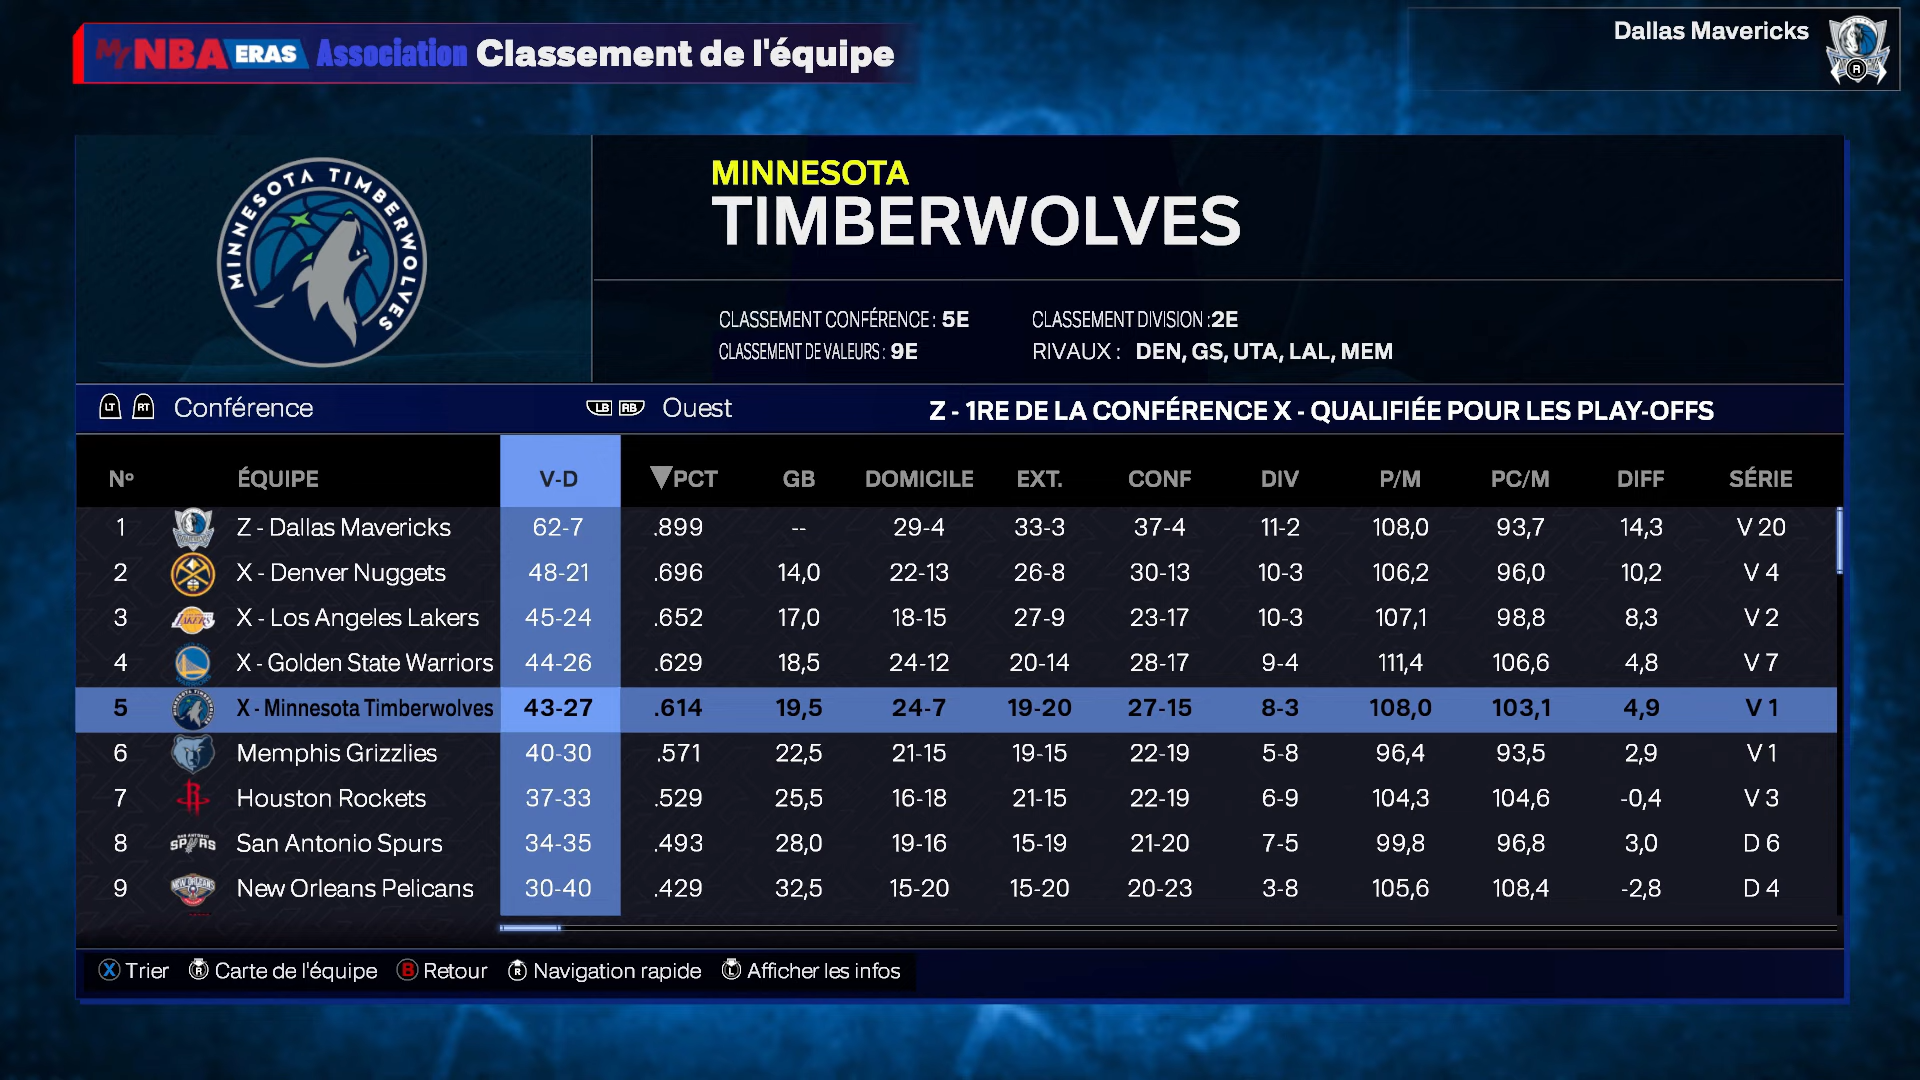 MyNBA ERAS Association Classement de l'équipe
Dallas Mavericks
MINNESOTA TIMBERWOLVES
MINNESOTA
TIMBERWOLVES
CLASSEMENT CONFÉRENCE : 5E CLASSEMENT DIVISION :2E
CLASSEMENT DE VALEURS : 9E RIVAUX : DEN, GS, UTA, LAL, MEM
LT RT Conférence LB RB Ouest Z - 1RE DE LA CONFÉRENCE X - QUALIFIÉE POUR LES PLAY-OFFS
Nº ÉQUIPE V-D ▼PCT GB DOMICILE EXT. CONF DIV P/M PC/M DIFF SÉRIE
1 Z - Dallas Mavericks 62-7 .899 -- 29-4 33-3 37-4 11-2 108,0 93,7 14,3 V 20
2 X - Denver Nuggets 48-21 .696 14,0 22-13 26-8 30-13 10-3 106,2 96,0 10,2 V 4
3 X - Los Angeles Lakers 45-24 .652 17,0 18-15 27-9 23-17 10-3 107,1 98,8 8,3 V 2
4 X - Golden State Warriors 44-26 .629 18,5 24-12 20-14 28-17 9-4 111,4 106,6 4,8 V 7
5 X - Minnesota Timberwolves 43-27 .614 19,5 24-7 19-20 27-15 8-3 108,0 103,1 4,9 V 1
6 Memphis Grizzlies 40-30 .571 22,5 21-15 19-15 22-19 5-8 96,4 93,5 2,9 V 1
7 Houston Rockets 37-33 .529 25,5 16-18 21-15 22-19 6-9 104,3 104,6 -0,4 V 3
8 San Antonio Spurs 34-35 .493 28,0 19-16 15-19 21-20 7-5 99,8 96,8 3,0 D 6
9 New Orleans Pelicans 30-40 .429 32,5 15-20 15-20 20-23 3-8 105,6 108,4 -2,8 D 4
X Trier R Carte de l'équipe B Retour R Navigation rapide L Afficher les infos